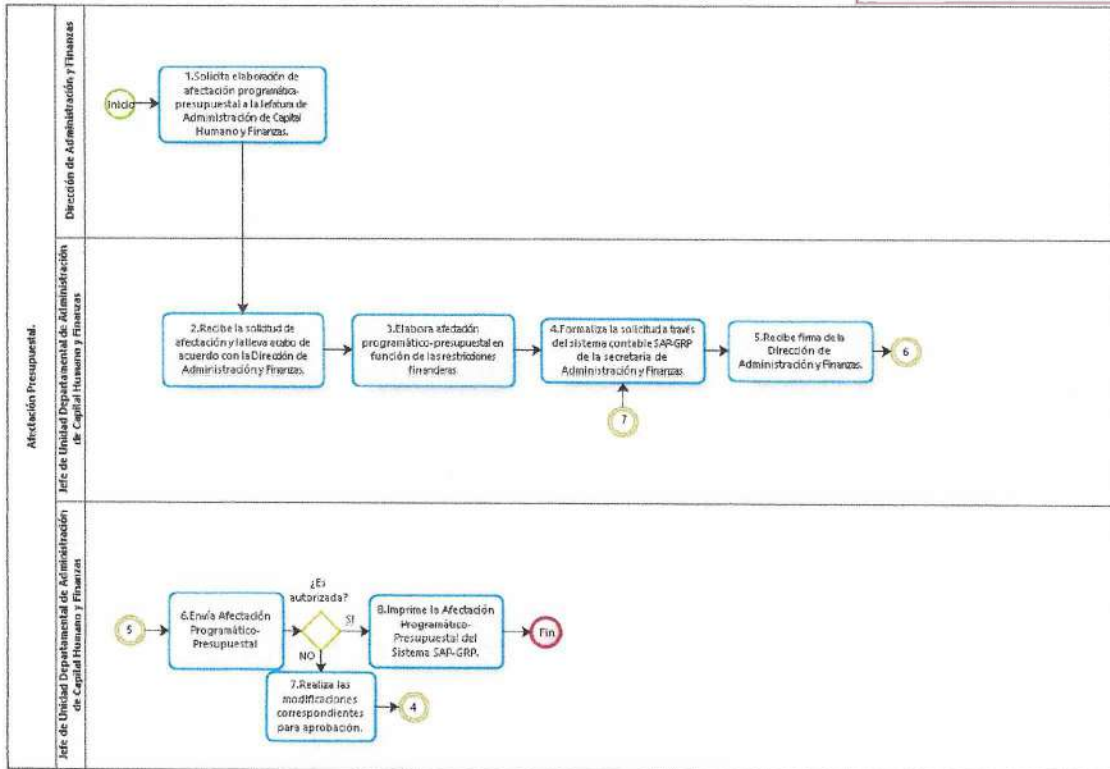 Afectación Presupuestal.
Dirección de Administración y Finanzas
Inicio
1.Solicita elaboración de
afectación programática-
presupuestal a la Jefatura de
Administración de Capital
Humano y Finanzas.
Jefe de Unidad Departamental de Administración
de Capital Humano y Finanzas
2.Recibe la solicitud de
afectación y la lleva acabo de
acuerdo con la Dirección de
Administración y Finanzas.
3.Elabora afectación
programático-presupuestal en
función de las restricciones
financieras
4.Formaliza la solicitud a través
del sistema contable SAP-GRP
de la secretaría de
Administración y Finanzas.
5.Recibe firma de la
Dirección de
Administración y Finanzas.
6
7
Jefe de Unidad Departamental de Administración
de Capital Humano y Finanzas
5
6.Envía Afectación
Programático-
Presupuestal
¿Es
autorizada?
SI
NO
8.Imprime la Afectación
Programático-
Presupuestal del
Sistema SAP-GRP.
Fin
7.Realiza las
modificaciones
correspondientes
para aprobación.
4